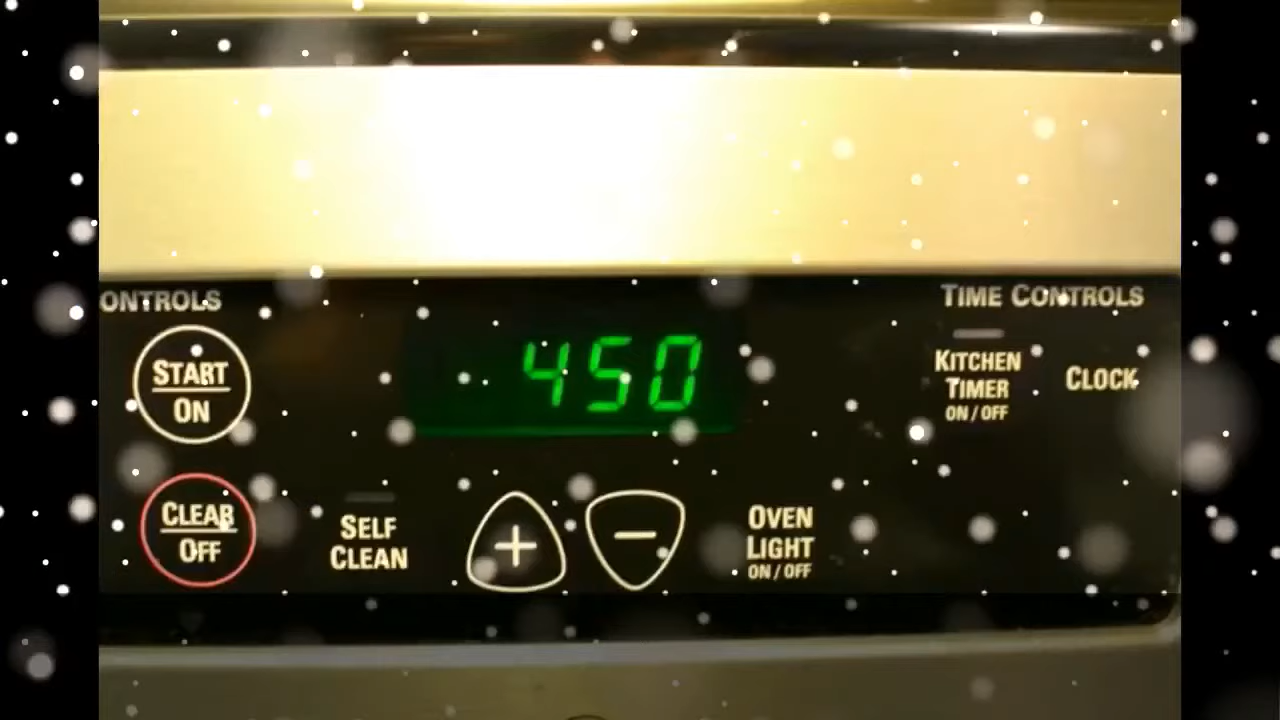 ONTROLS
START
ON
CLEAR
OFF
SELF
CLEAN
450
+
−
OVEN
LIGHT
ON / OFF
TIME CONTROLS
KITCHEN
TIMER
ON / OFF
CLOCK